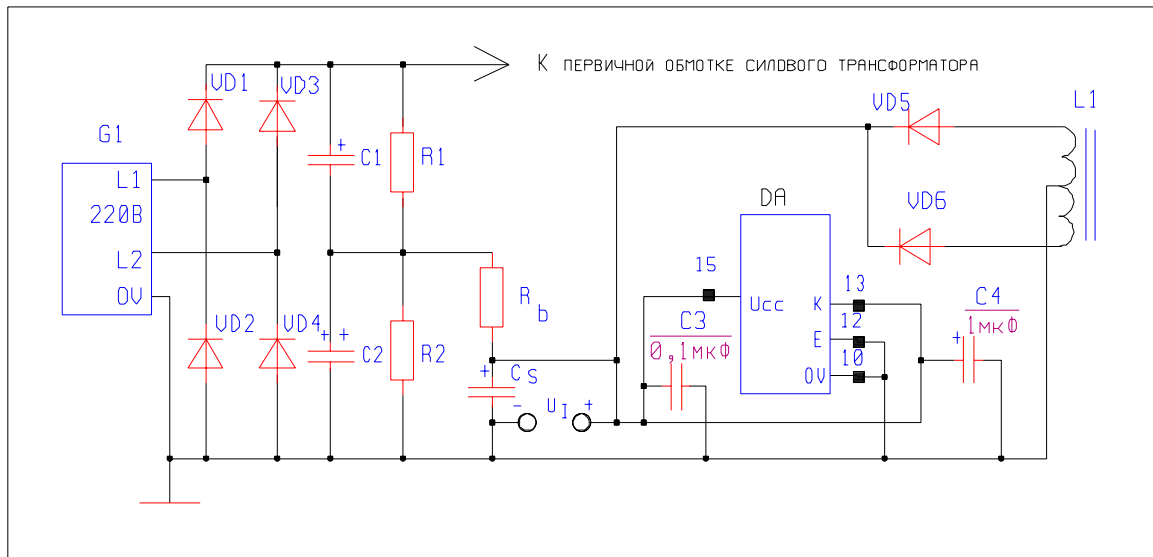 К ПЕРВИЧНОЙ ОБМОТКЕ СИЛОВОГО ТРАНСФОРМАТОРА
VD1
VD3
VD5
L1
G1
C1
R1
L1
220В
VD6
DA
L2
0V
15
Ucc
K
13
R b
C4
1мкФ
C3
0,1мкФ
E
12
VD2
VD4
C2
R2
C S
0V
10
+
+ +
+
- U I +
+